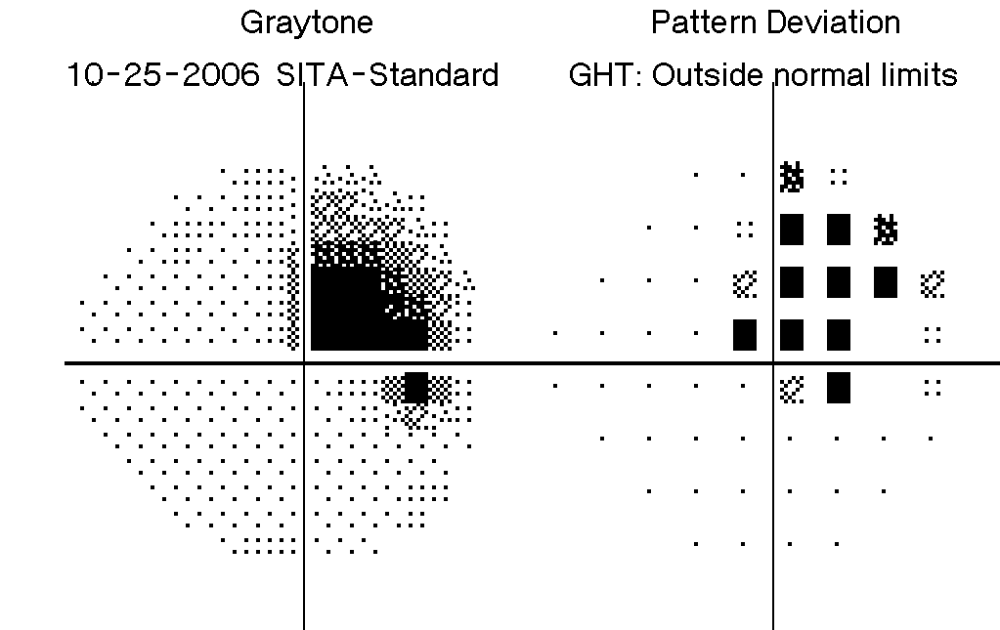 Graytone
Pattern Deviation
10-25-2006 SITA-Standard
GHT: Outside normal limits